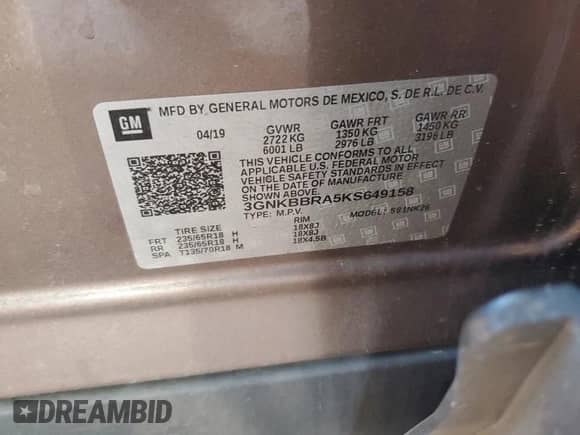 GM
MFD BY GENERAL MOTORS DE MEXICO, S. DE R.L. DE C.V.
04/19 GVWR GAWR FRT GAWR RR
2722 KG 1350 KG 1450 KG
6001 LB 2976 LB 3196 LB
THIS VEHICLE CONFORMS TO ALL
APPLICABLE U.S. FEDERAL MOTOR
VEHICLE SAFETY STANDARDS IN EFFECT
ON THE DATE OF MANUFACTURE
SHOWN ABOVE.
3GNKBBRA5KS649158
TYPE: M.P.V. MODEL: 1NK26
TIRE SIZE RIM
FRT 235/65R18 H 18X8J
RR 235/65R18 H 18X8J
SPA T135/70R18 M 18X4.5B
DREAMBID